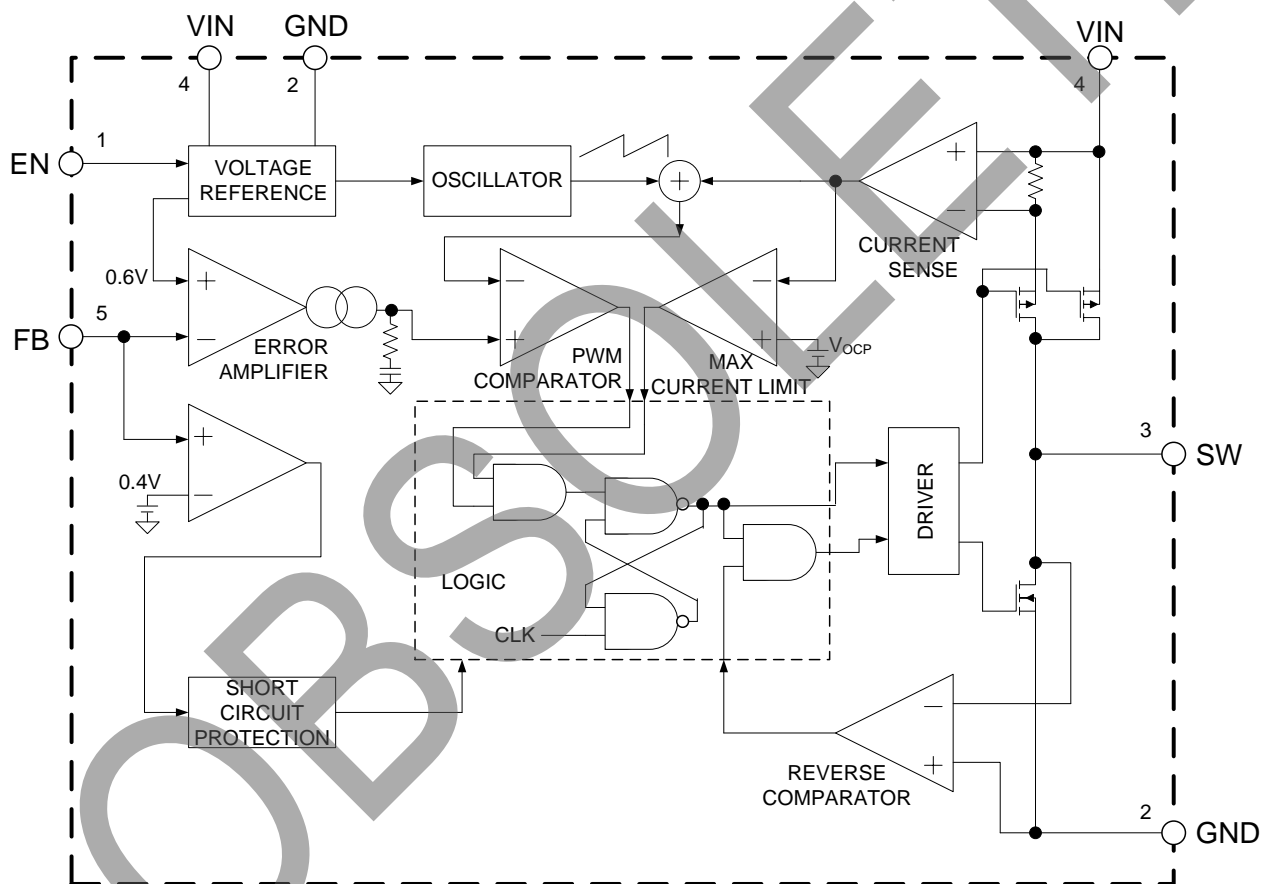 VIN
GND
VIN
4
2
4
EN
1
VOLTAGE
REFERENCE
OSCILLATOR
+
+
−
CURRENT
SENSE
0.6V
+
−
−
+
−
+
VOCP
FB
5
ERROR
AMPLIFIER
PWM
COMPARATOR
MAX
CURRENT LIMIT
+
−
0.4V
3
SW
DRIVER
LOGIC
CLK
SHORT
CIRCUIT
PROTECTION
−
+
REVERSE
COMPARATOR
2
GND
OBSOLETE